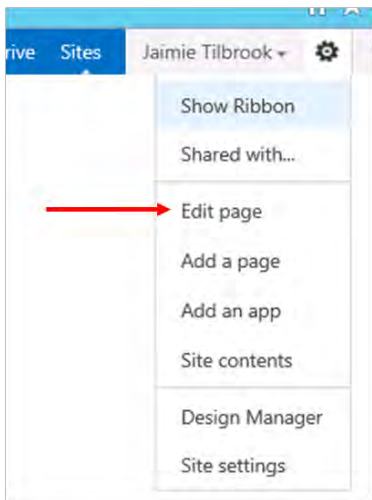 rive Sites Jaimie Tilbrook
Show Ribbon
Shared with...
Edit page
Add a page
Add an app
Site contents
Design Manager
Site settings